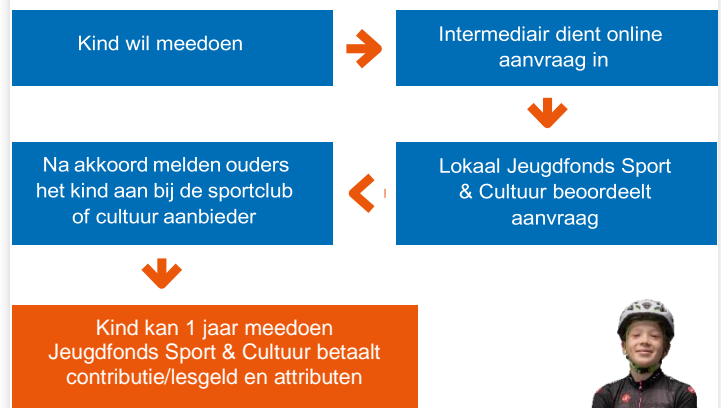 Kind wil meedoen
Intermediair dient online
aanvraag in
Lokaal Jeugdfonds Sport
& Cultuur beoordeelt
aanvraag
Na akkoord melden ouders
het kind aan bij de sportclub
of cultuur aanbieder
Kind kan 1 jaar meedoen
Jeugdfonds Sport & Cultuur betaalt
contributie/lesgeld en attributen